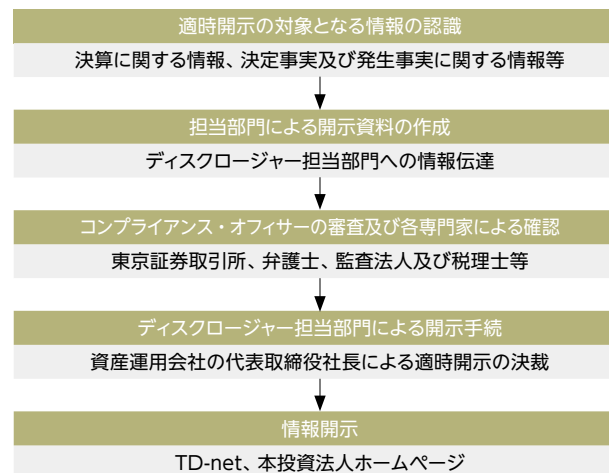 適時開示の対象となる情報の認識
決算に関する情報、決定事実及び発生事実に関する情報等
担当部門による開示資料の作成
ディスクロージャー担当部門への情報伝達
コンプライアンス・オフィサーの審査及び各専門家による確認
東京証券取引所、弁護士、監査法人及び税理士等
ディスクロージャー担当部門による開示手続
資産運用会社の代表取締役社長による適時開示の決裁
情報開示
TD-net、本投資法人ホームページ